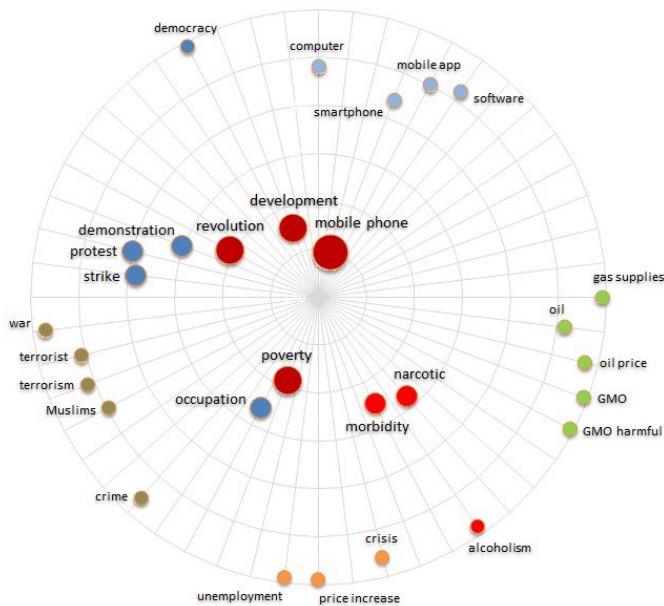 democracy
computer
mobile app
software
smartphone
development
revolution
mobile phone
demonstration
protest
strike
gas supplies
oil
war
terrorist
oil price
poverty
narcotic
terrorism
GMO
occupation
Muslims
morbidity
GMO harmful
crime
crisis
alcoholism
unemployment
price increase